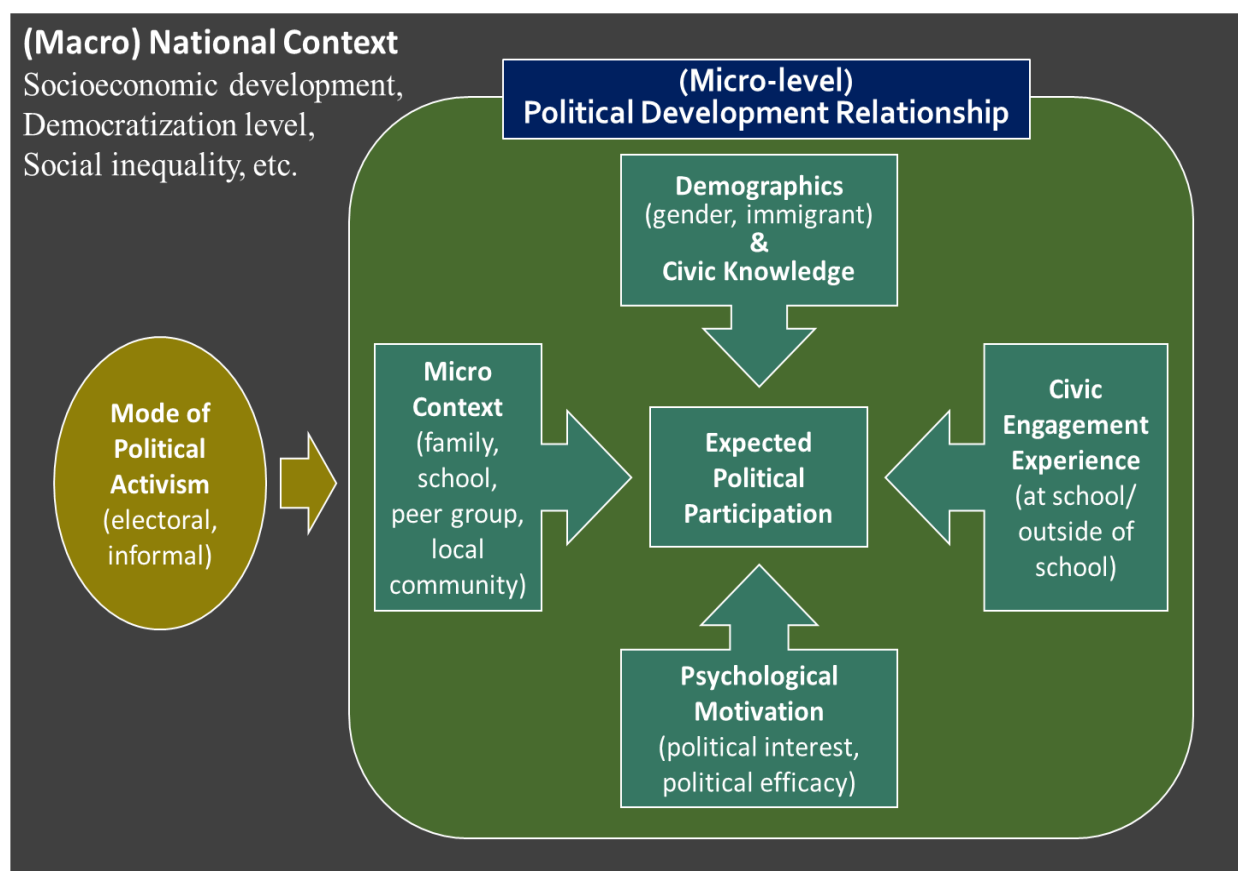 (Macro) National Context
Socioeconomic development,
Democratization level,
Social inequality, etc.
(Micro-level)
Political Development Relationship
Demographics
(gender, immigrant)
&
Civic Knowledge
Mode of
Political
Activism
(electoral,
informal)
Micro
Context
(family,
school,
peer group,
local
community)
Expected
Political
Participation
Civic
Engagement
Experience
(at school/
outside of
school)
Psychological
Motivation
(political interest,
political efficacy)